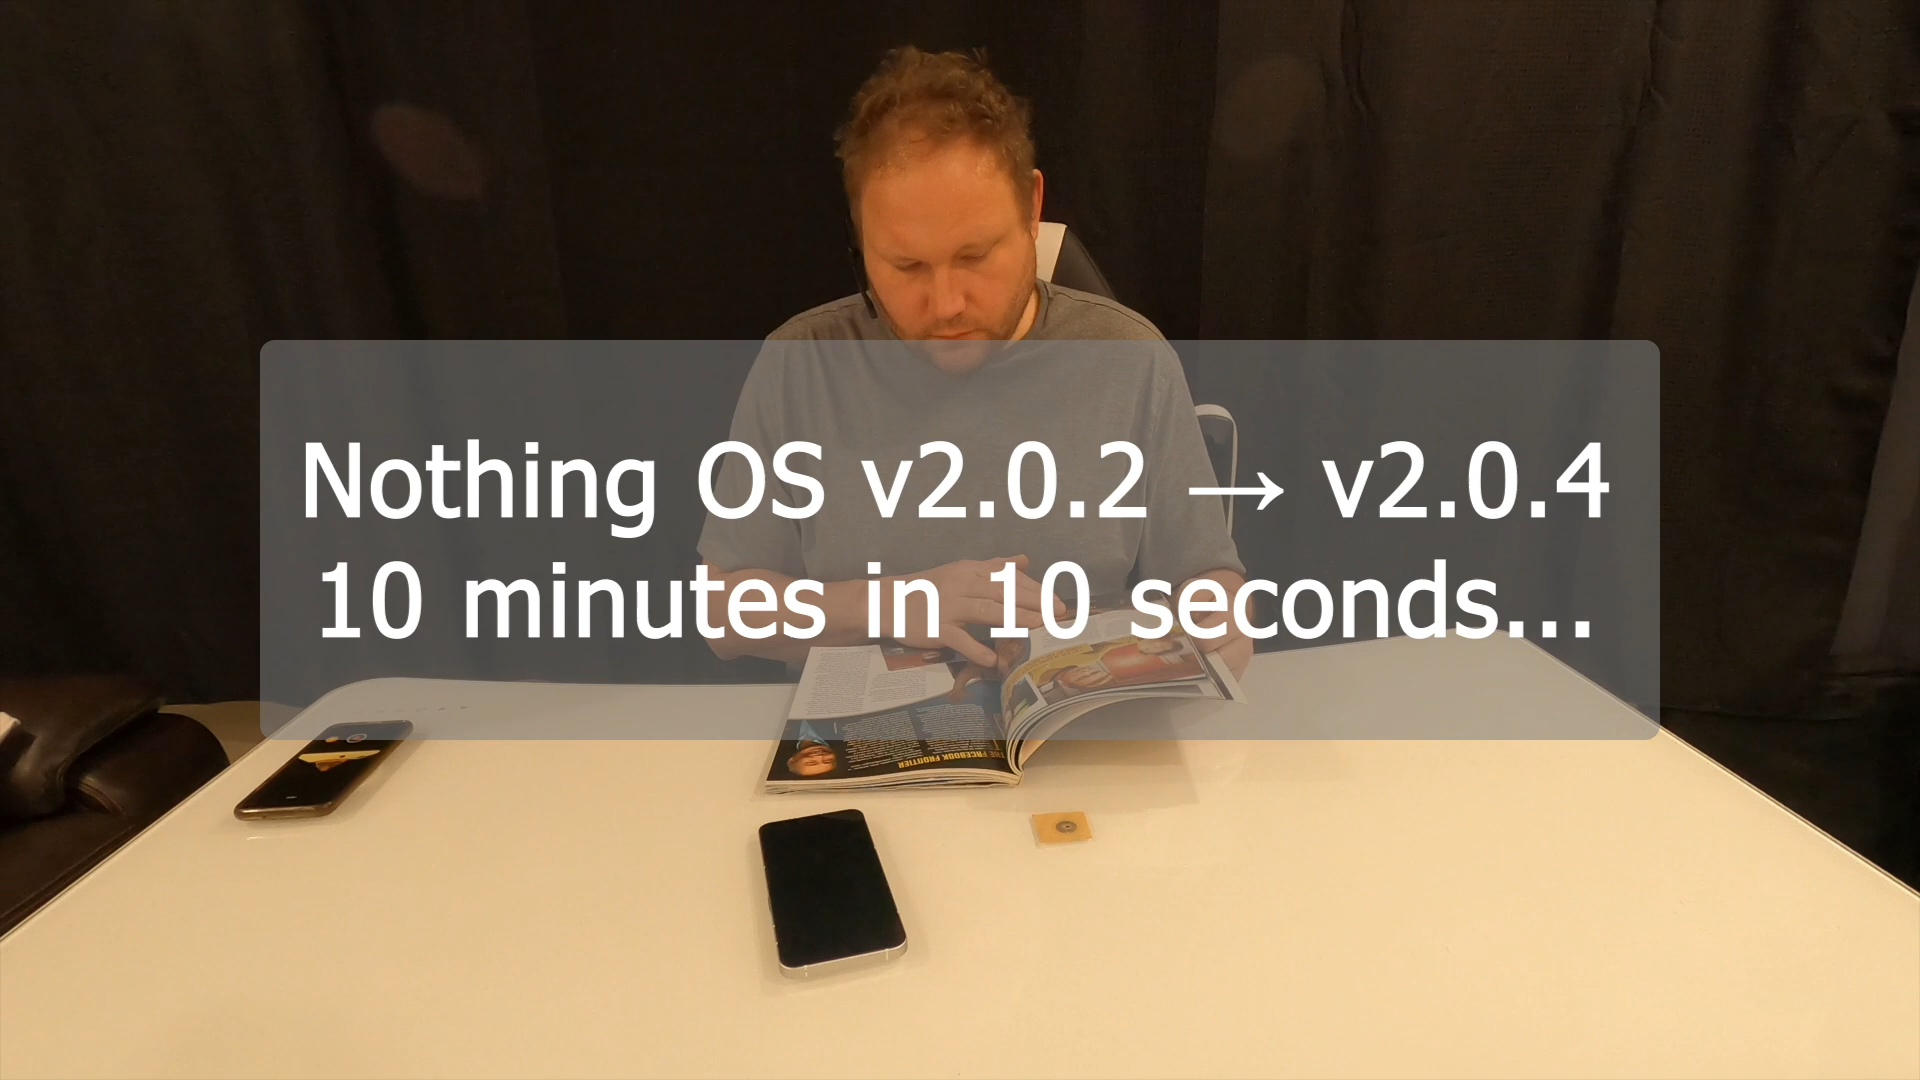 Nothing OS v2.0.2 → v2.0.4
10 minutes in 10 seconds...
THE FACEBOOK FRONTIER